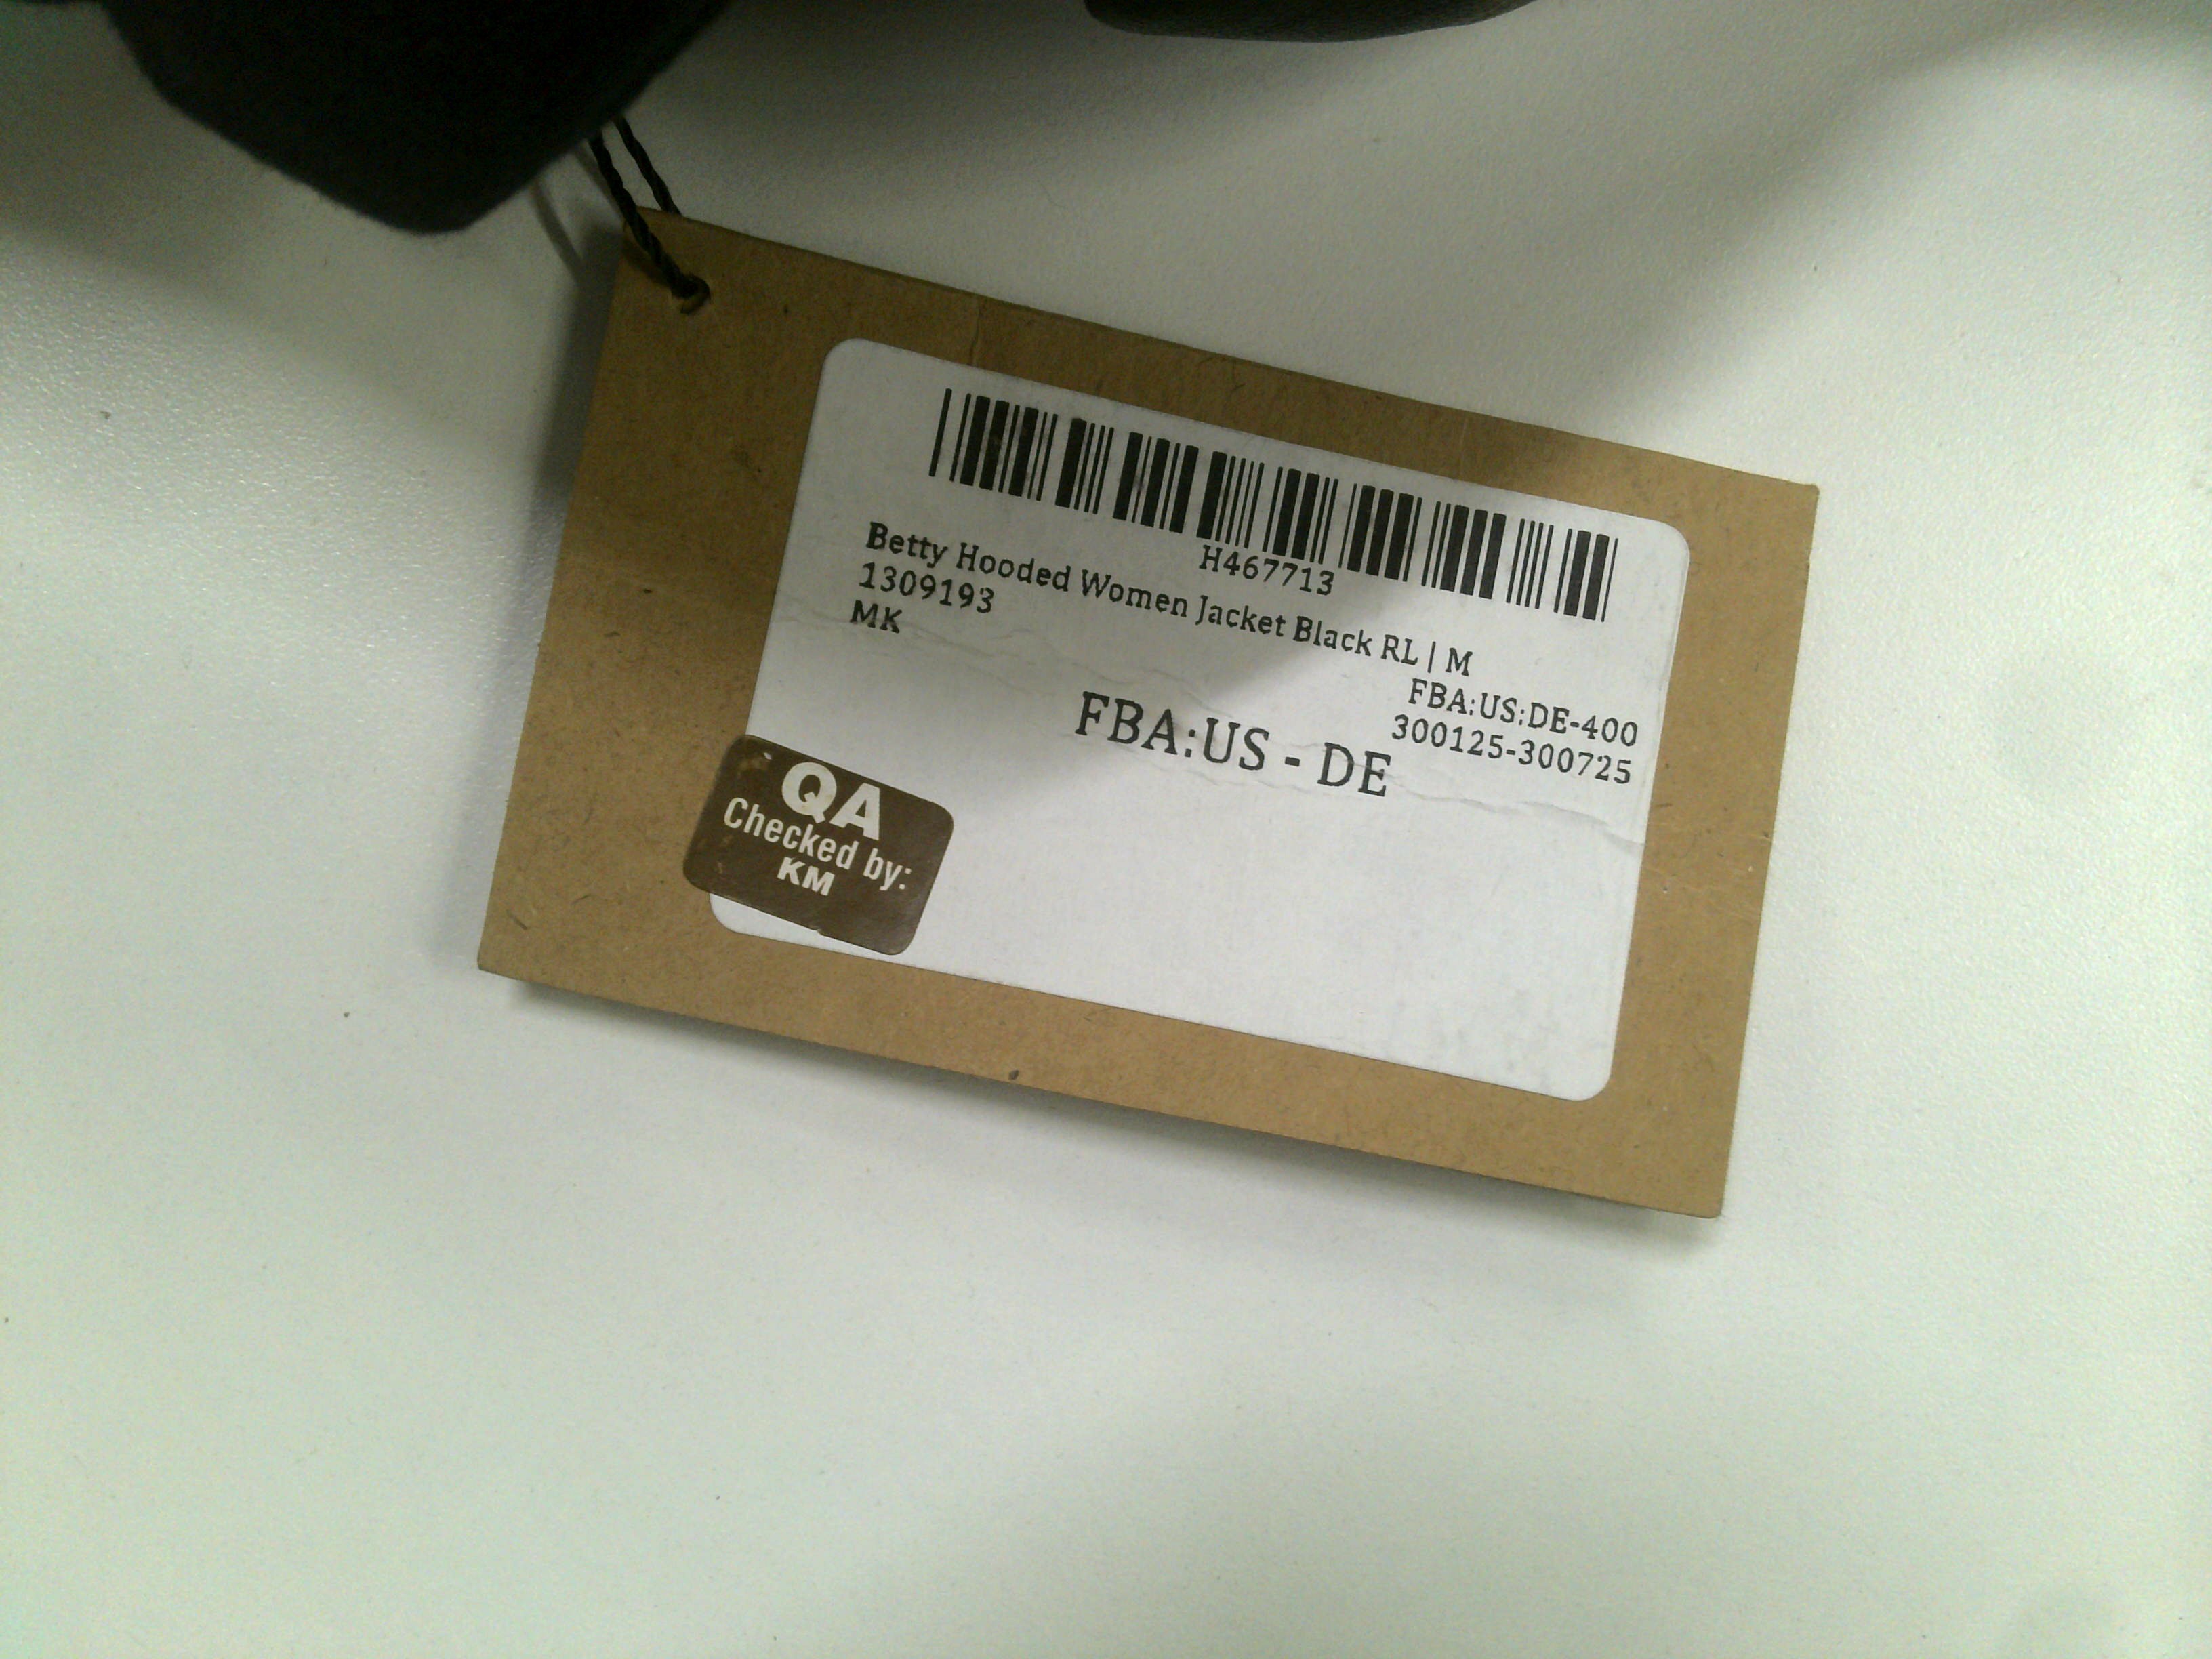 H467713
Betty Hooded Women Jacket Black RL | M
1309193
MK
FBA:US:DE-400
300125-300725
FBA:US - DE
QA
Checked by:
KM